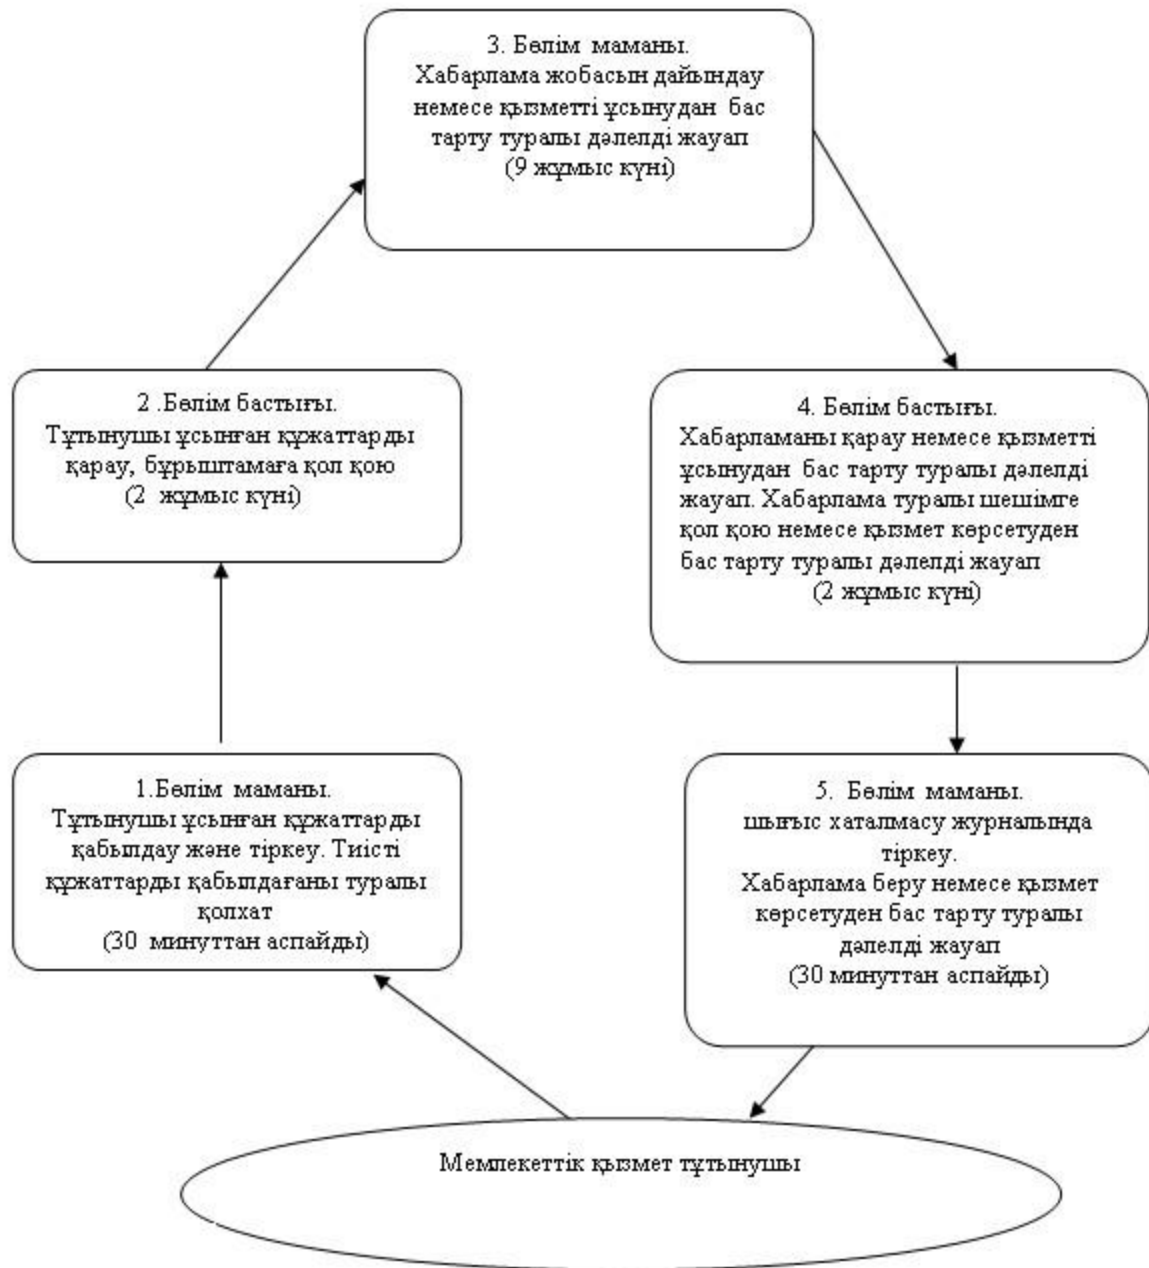 3. Бөлім маманы.
Хабарлама жобасын дайындау
немесе қызметті ұсынудан бас
тарту туралы дәлелді жауап
(9 жұмыс күні)
2 .Бөлім бастығы.
Тұтынушы ұсынған құжаттарды
қарау, бұрыштамаға қол қою
(2 жұмыс күні)
4. Бөлім бастығы.
Хабарламаны қарау немесе қызметті
ұсынудан бас тарту туралы дәлелді
жауап. Хабарлама туралы шешімге
қол қою немесе қызмет көрсетуден
бас тарту туралы дәлелді жауап
(2 жұмыс күні)
1.Бөлім маманы.
Тұтынушы ұсынған құжаттарды
қабылдау және тіркеу. Тиісті
құжаттарды қабылдағаны туралы
қолхат
(30 минуттан аспайды)
5. Бөлім маманы.
шығыс хаталмасу журналында
тіркеу.
Хабарлама беру немесе қызмет
көрсетуден бас тарту туралы
дәлелді жауап
(30 минуттан аспайды)
Мемлекеттік қызмет тұтынушы